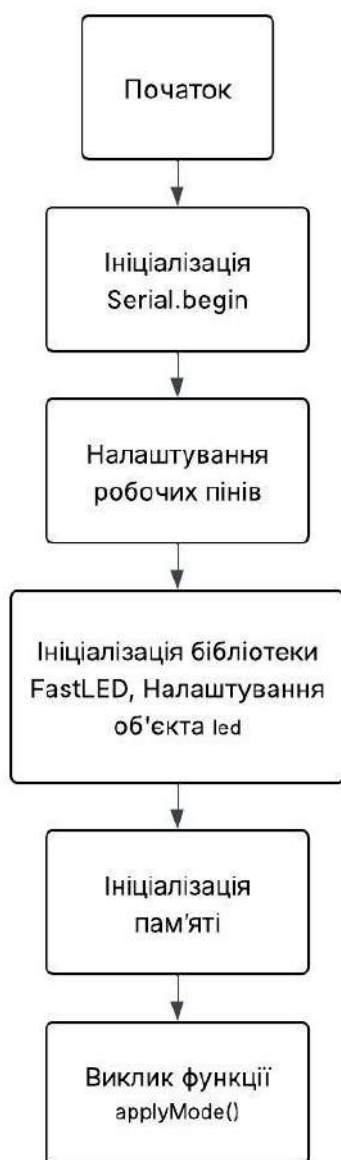 Початок
Ініціалізація
Serial.begin
Налаштування
робочих пінів
Ініціалізація бібліотеки
FastLED, Налаштування
об'єкта led
Ініціалізація
пам’яті
Виклик функції
applyMode()